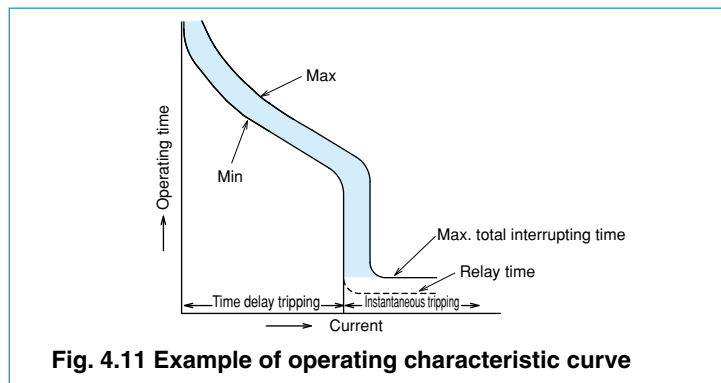 Max
Min
Operating time
Max. total interrupting time
Relay time
Time delay tripping
Instantaneous tripping
Current
Fig. 4.11 Example of operating characteristic curve